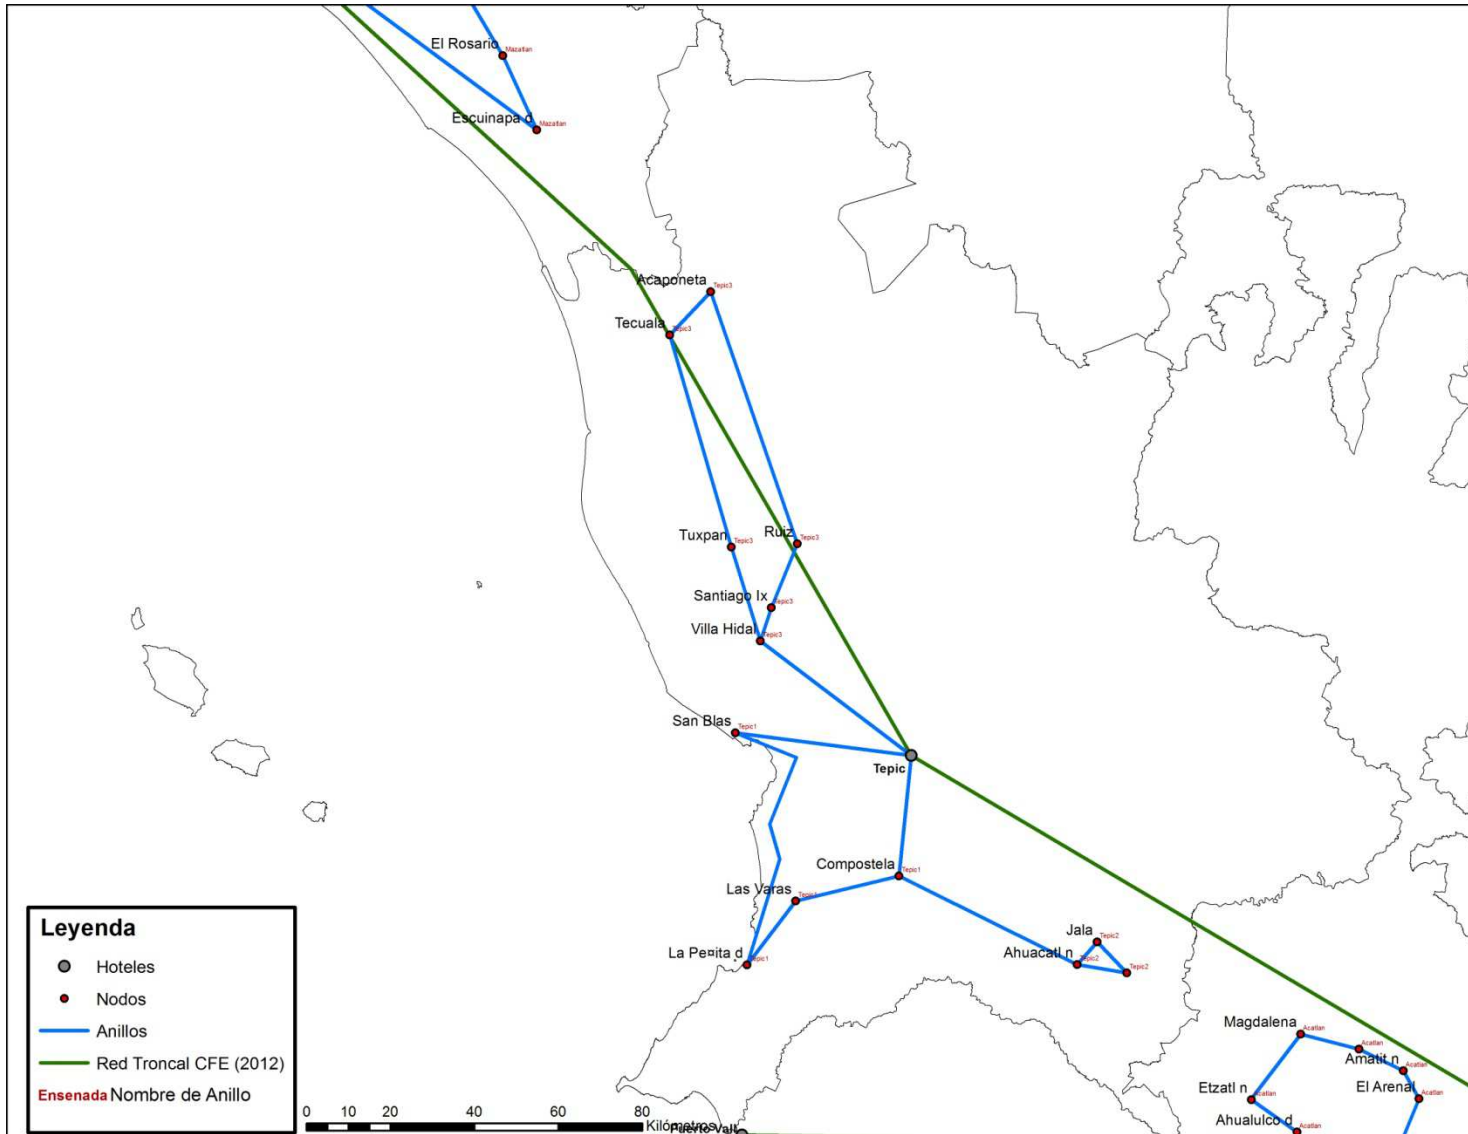 El Rosario
Mazatlan
Escuinapa d
Mazatlan
Acaponeta
Tepic3
Tecuala
Tepic3
Tuxpan
Tepic3
Ruiz
Tepic3
Santiago Ix
Tepic3
Villa Hidal
Tepic3
San Blas
Tepic1
Tepic
Compostela
Tepic1
Las Varas
Tepic1
La Pe¤ita d
Tepic1
Jala
Tepic2
Ahuacatl n
Tepic2
Tepic2
Magdalena
Acatlan
Acatlan
Amatit n
Acatlan
El Arenal
Acatlan
Etzatl n
Acatlan
Ahualulco d
Acatlan
Leyenda
Hoteles
Nodos
Anillos
Red Troncal CFE (2012)
Ensenada Nombre de Anillo
0 10 20 40 60 80
Kilómetros
Puerto Vall